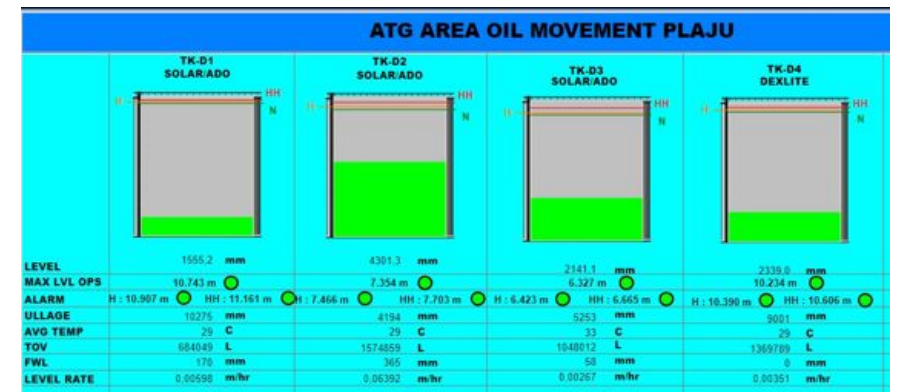 ATG AREA OIL MOVEMENT PLAJU
TK-D1 TK-D2 TK-D3 TK-D4
SOLAR/ADO SOLAR/ADO SOLAR/ADO DEXLITE
H HH H HH H HH H HH
N N N N
LEVEL 1555,2 mm 4301.3 mm 2141.1 mm 2339.0 mm
MAX LVL OPS 10.743 m 7.354 m 6.327 m 10.234 m
ALARM H : 10.907 m HH : 11.161 m H : 7.466 m HH : 7.703 m H : 6.423 m HH : 6.665 m H : 10.390 m HH : 10.606 m
ULLAGE 10275 mm 4194 mm 5253 mm 9001 mm
AVG TEMP 29 C 29 C 33 C 29 C
TOV 684049 L 1574859 L 1048012 L 1369789 L
FWL 170 mm 365 mm 58 mm 0 mm
LEVEL RATE 0,00598 m/hr 0,06392 m/hr 0,00267 m/hr 0,00351 m/hr